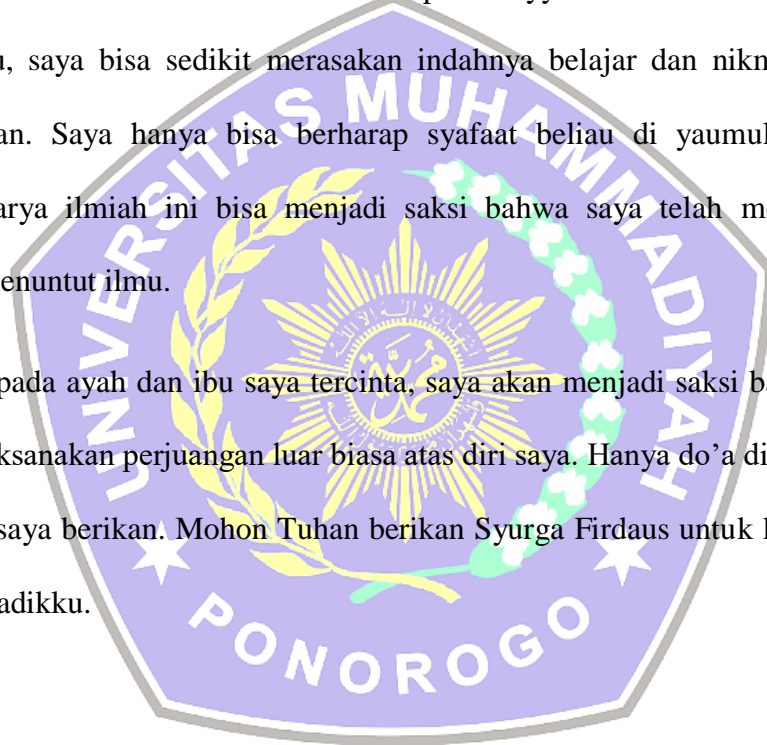 u, saya bisa sedikit merasakan indahnya belajar dan nikm
an. Saya hanya bisa berharap syafaat beliau di yaumul
arya ilmiah ini bisa menjadi saksi bahwa saya telah me
enuntut ilmu.
pada ayah dan ibu saya tercinta, saya akan menjadi saksi ba
ksanakan perjuangan luar biasa atas diri saya. Hanya do’a di
saya berikan. Mohon Tuhan berikan Syurga Firdaus untuk
adikku.
UNIVERSITAS MUHAMMADIYAH
PONOROGO
محمدية